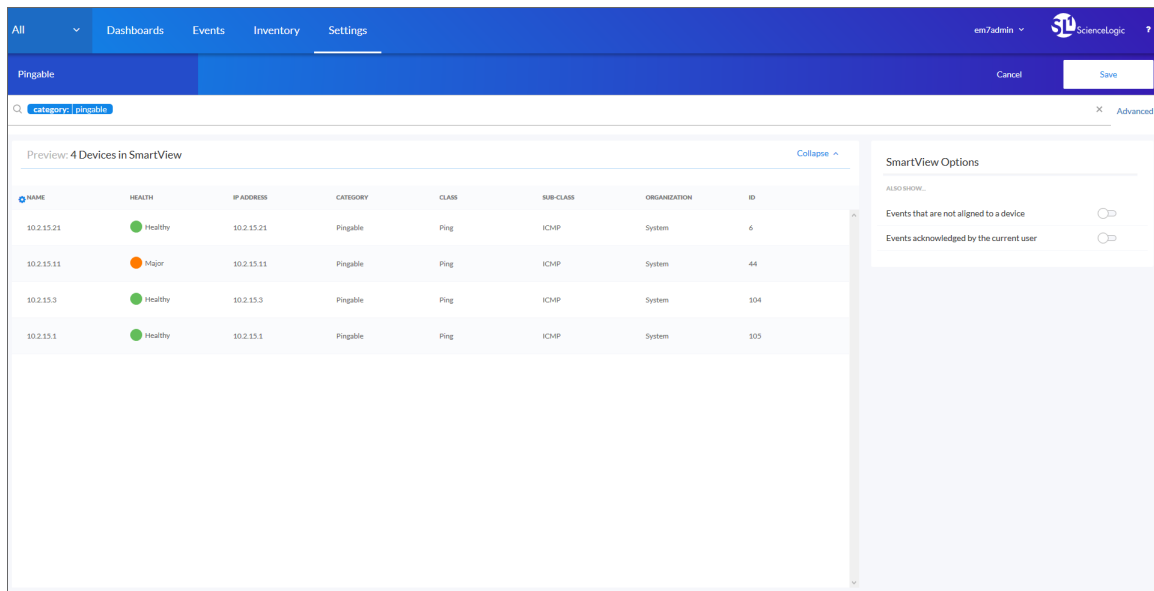 All Dashboards Events Inventory Settings em7admin SL1 ScienceLogic ?
Pingable Cancel Save
category: pingable × Advanced
Preview: 4 Devices in SmartView Collapse
SmartView Options
ALSO SHOW...
Events that are not aligned to a device
Events acknowledged by the current user
NAME HEALTH IP ADDRESS CATEGORY CLASS SUB-CLASS ORGANIZATION ID
10.2.15.21 Healthy 10.2.15.21 Pingable Ping ICMP System 6
10.2.15.11 Major 10.2.15.11 Pingable Ping ICMP System 44
10.2.15.3 Healthy 10.2.15.3 Pingable Ping ICMP System 104
10.2.15.1 Healthy 10.2.15.1 Pingable Ping ICMP System 105